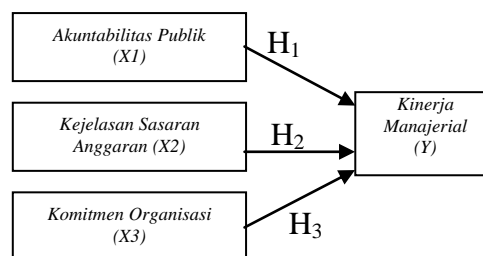 Akuntabilitas Publik
(X1)
H1
Kejelasan Sasaran
Anggaran (X2)
H2
Kinerja
Manajerial
(Y)
Komitmen Organisasi
(X3)
H3